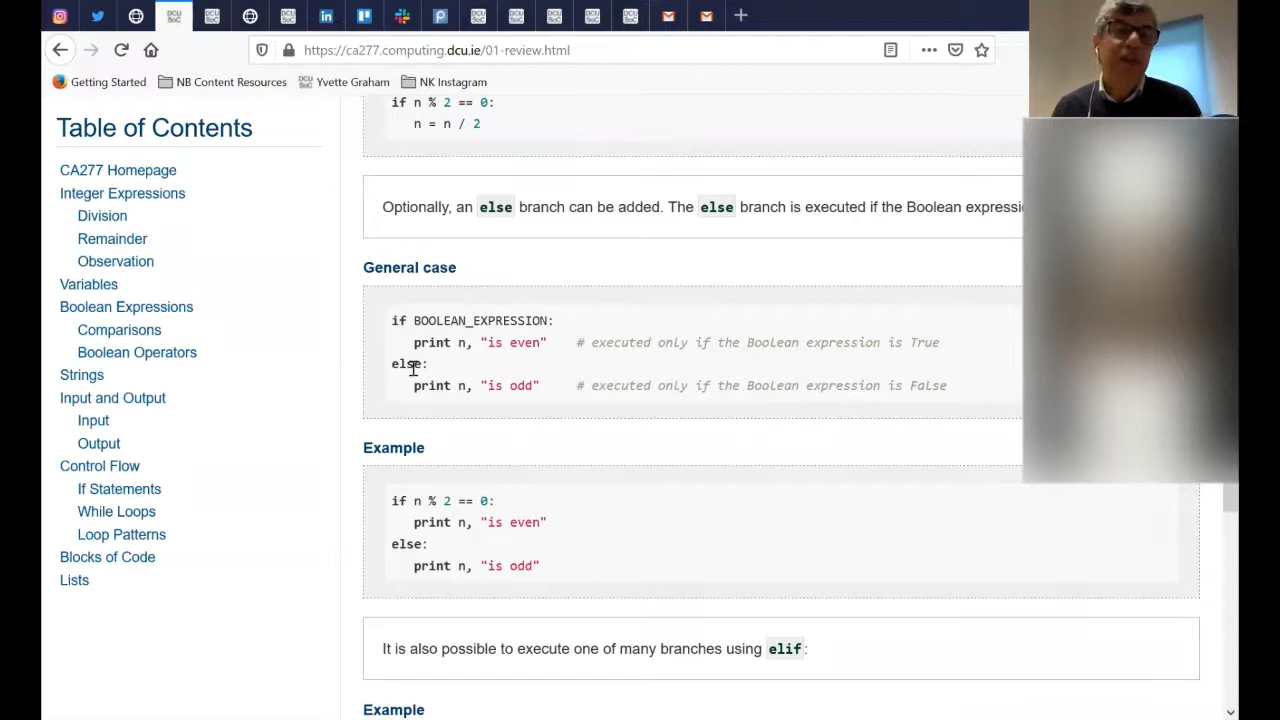 https://ca277.computing.dcu.ie/01-review.html
Getting Started NB Content Resources Yvette Graham NK Instagram
Table of Contents
CA277 Homepage
Integer Expressions
Division
Remainder
Observation
Variables
Boolean Expressions
Comparisons
Boolean Operators
Strings
Input and Output
Input
Output
Control Flow
If Statements
While Loops
Loop Patterns
Blocks of Code
Lists
if n % 2 == 0:
n = n / 2
Optionally, an else branch can be added. The else branch is executed if the Boolean expressi
General case
if BOOLEAN_EXPRESSION:
print n, "is even" # executed only if the Boolean expression is True
else:
print n, "is odd" # executed only if the Boolean expression is False
Example
if n % 2 == 0:
print n, "is even"
else:
print n, "is odd"
It is also possible to execute one of many branches using elif:
Example